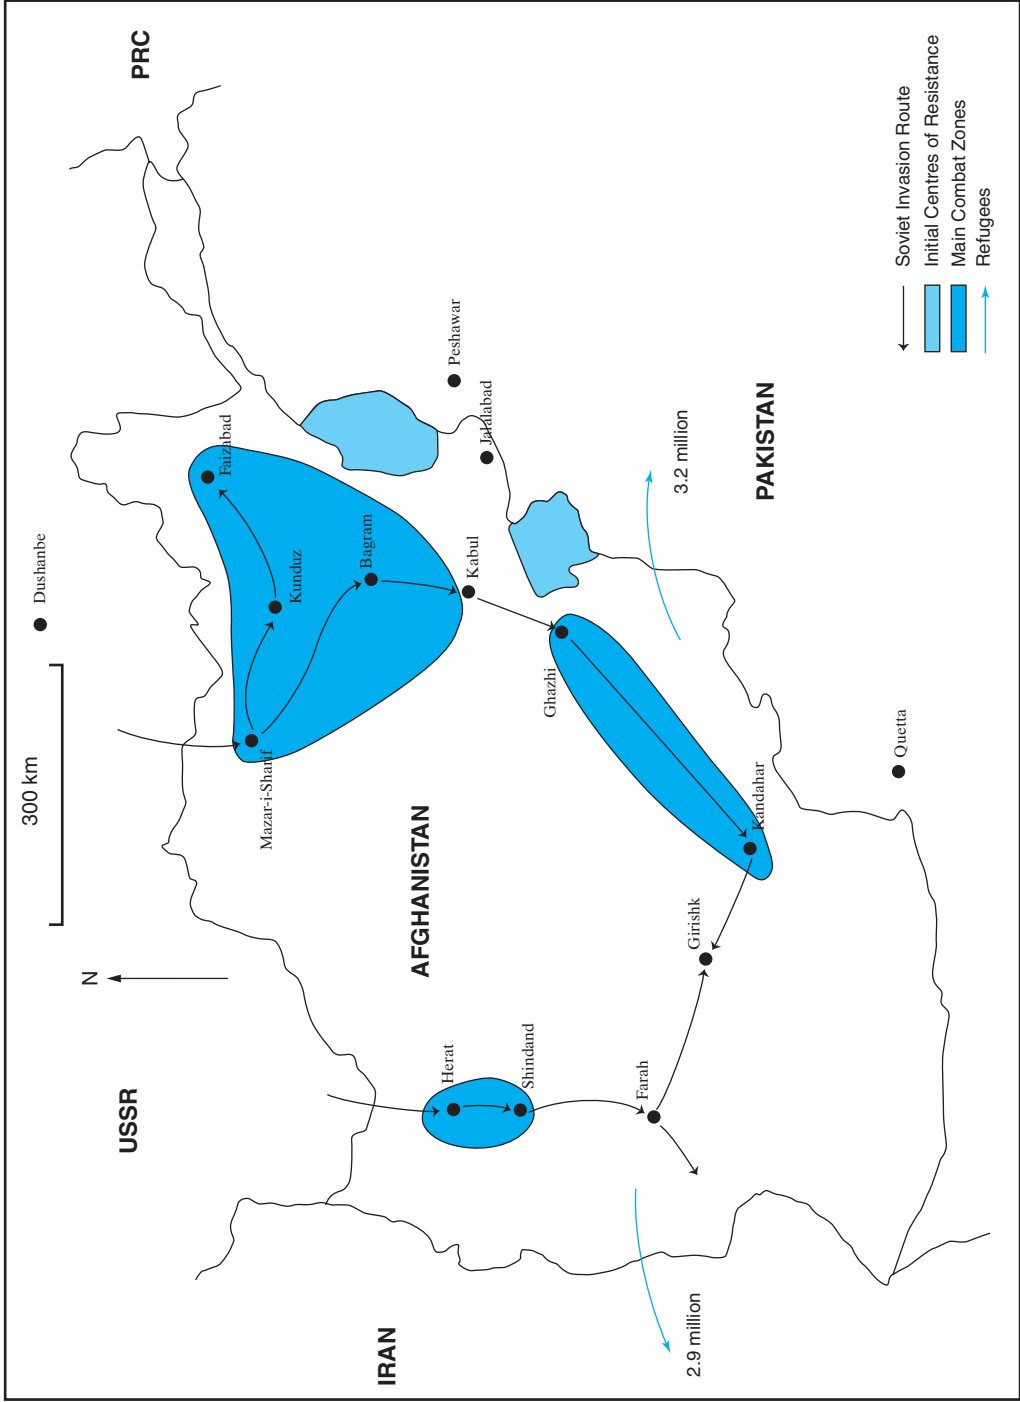 PRC
USSR
N
300 km
Dushanbe
Faizabad
Kunduz
Mazar-i-Sharif
Bagram
Kabul
Peshawar
Jalalabad
AFGHANISTAN
Herat
Shindand
Ghazhi
IRAN
Farah
Girishk
Kandahar
Quetta
PAKISTAN
3.2 million
2.9 million
Soviet Invasion Route
Initial Centres of Resistance
Main Combat Zones
Refugees